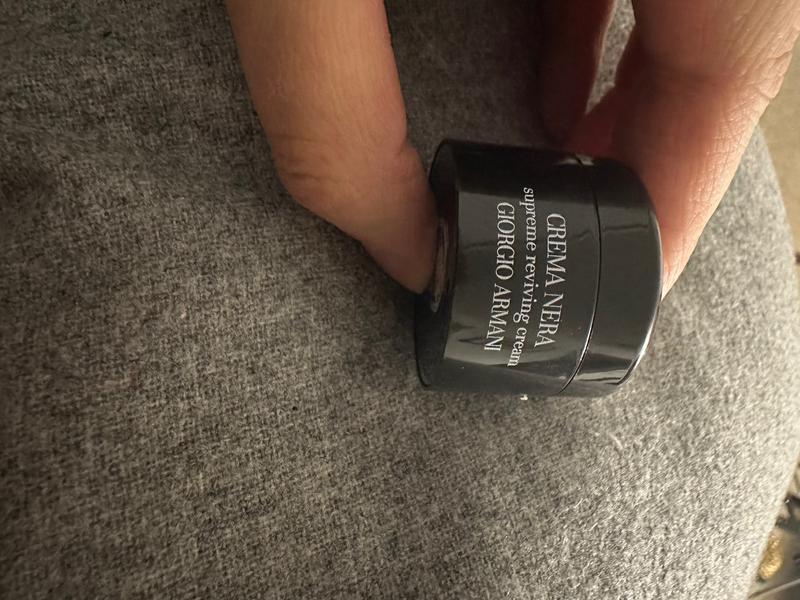 CREMA NERA
supreme reviving cream
GIORGIO ARMANI